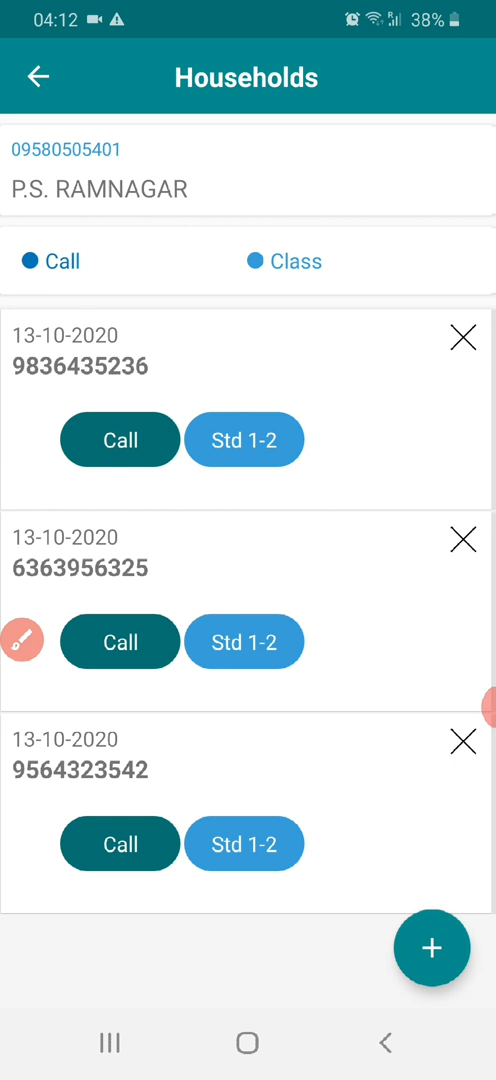 04:12
38%
Households
09580505401
P.S. RAMNAGAR
Call Class
13-10-2020
9836435236
Call Std 1-2
13-10-2020
6363956325
Call Std 1-2
13-10-2020
9564323542
Call Std 1-2